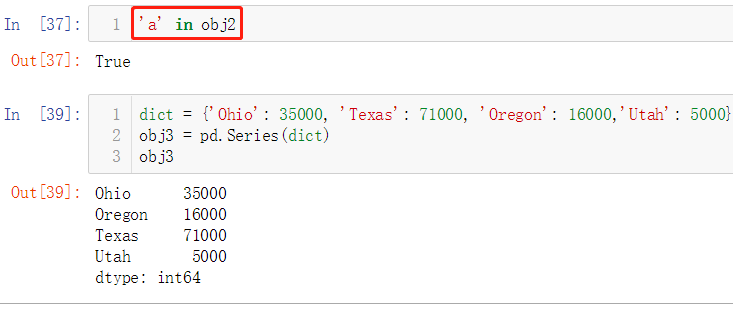 In [37]: 1 'a' in obj2
Out[37]: True
In [39]: 1 dict = {'Ohio': 35000, 'Texas': 71000, 'Oregon': 16000,'Utah': 5000}
2 obj3 = pd.Series(dict)
3 obj3
Out[39]: Ohio 35000
Oregon 16000
Texas 71000
Utah 5000
dtype: int64